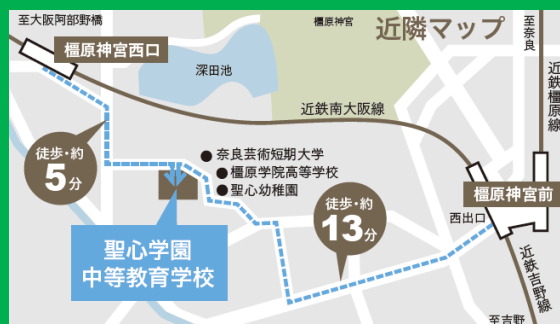 至大阪阿部野橋
橿原神宮
近隣マップ
至奈良
橿原神宮西口
深田池
近鉄橿原線
近鉄南大阪線
徒歩・約
5分
奈良芸術短期大学
橿原学院高等学校
聖心幼稚園
徒歩・約
13分
橿原神宮前
西出口
聖心学園
中等教育学校
近鉄吉野線
至吉野